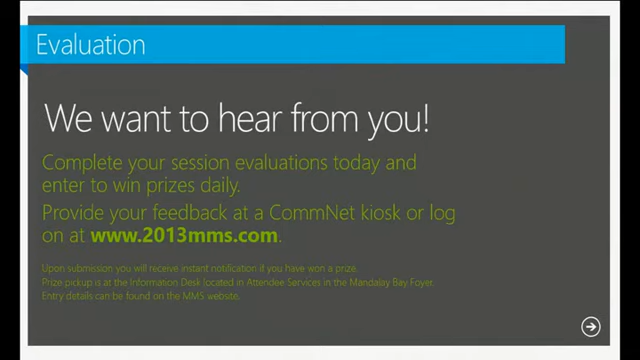 Evaluation
We want to hear from you!
Complete your session evaluations today and
enter to win prizes daily.
Provide your feedback at a CommNet kiosk or log
on at www.2013mms.com.
Upon submission you will receive instant notification if you have won a prize.
Prize pickup is at the Information Desk located in Attendee Services in the Mandalay Bay Foyer.
Entry details can be found on the MMS website.